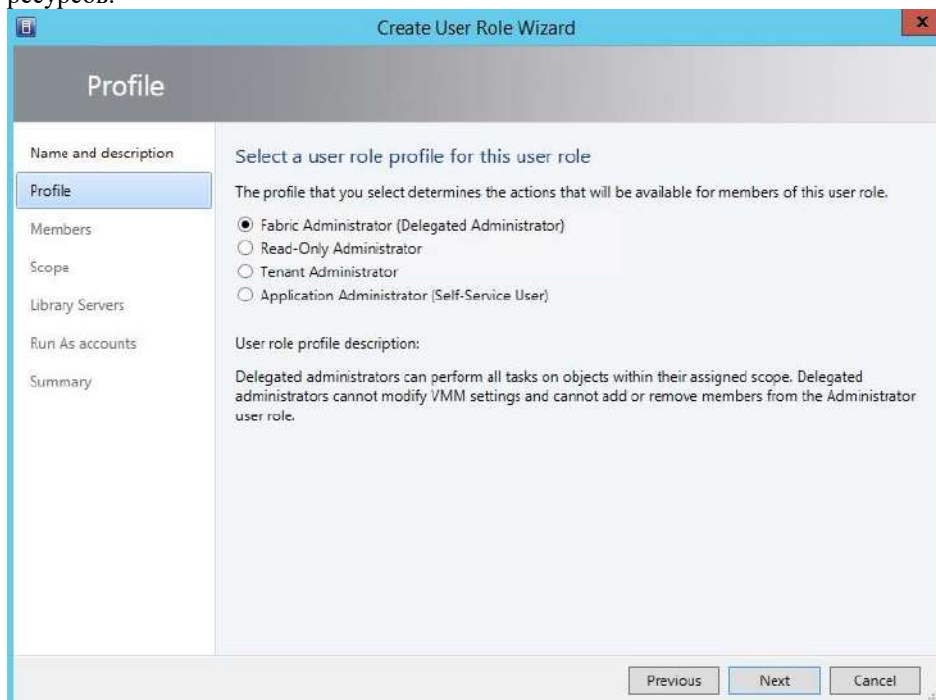 ресурсов.
Create User Role Wizard
x
Profile
Name and description
Profile
Members
Scope
Library Servers
Run As accounts
Summary
Select a user role profile for this user role
The profile that you select determines the actions that will be available for members of this user role.
Fabric Administrator (Delegated Administrator)
Read-Only Administrator
Tenant Administrator
Application Administrator (Self-Service User)
User role profile description:
Delegated administrators can perform all tasks on objects within their assigned scope. Delegated
administrators cannot modify VMM settings and cannot add or remove members from the Administrator
user role.
Previous
Next
Cancel